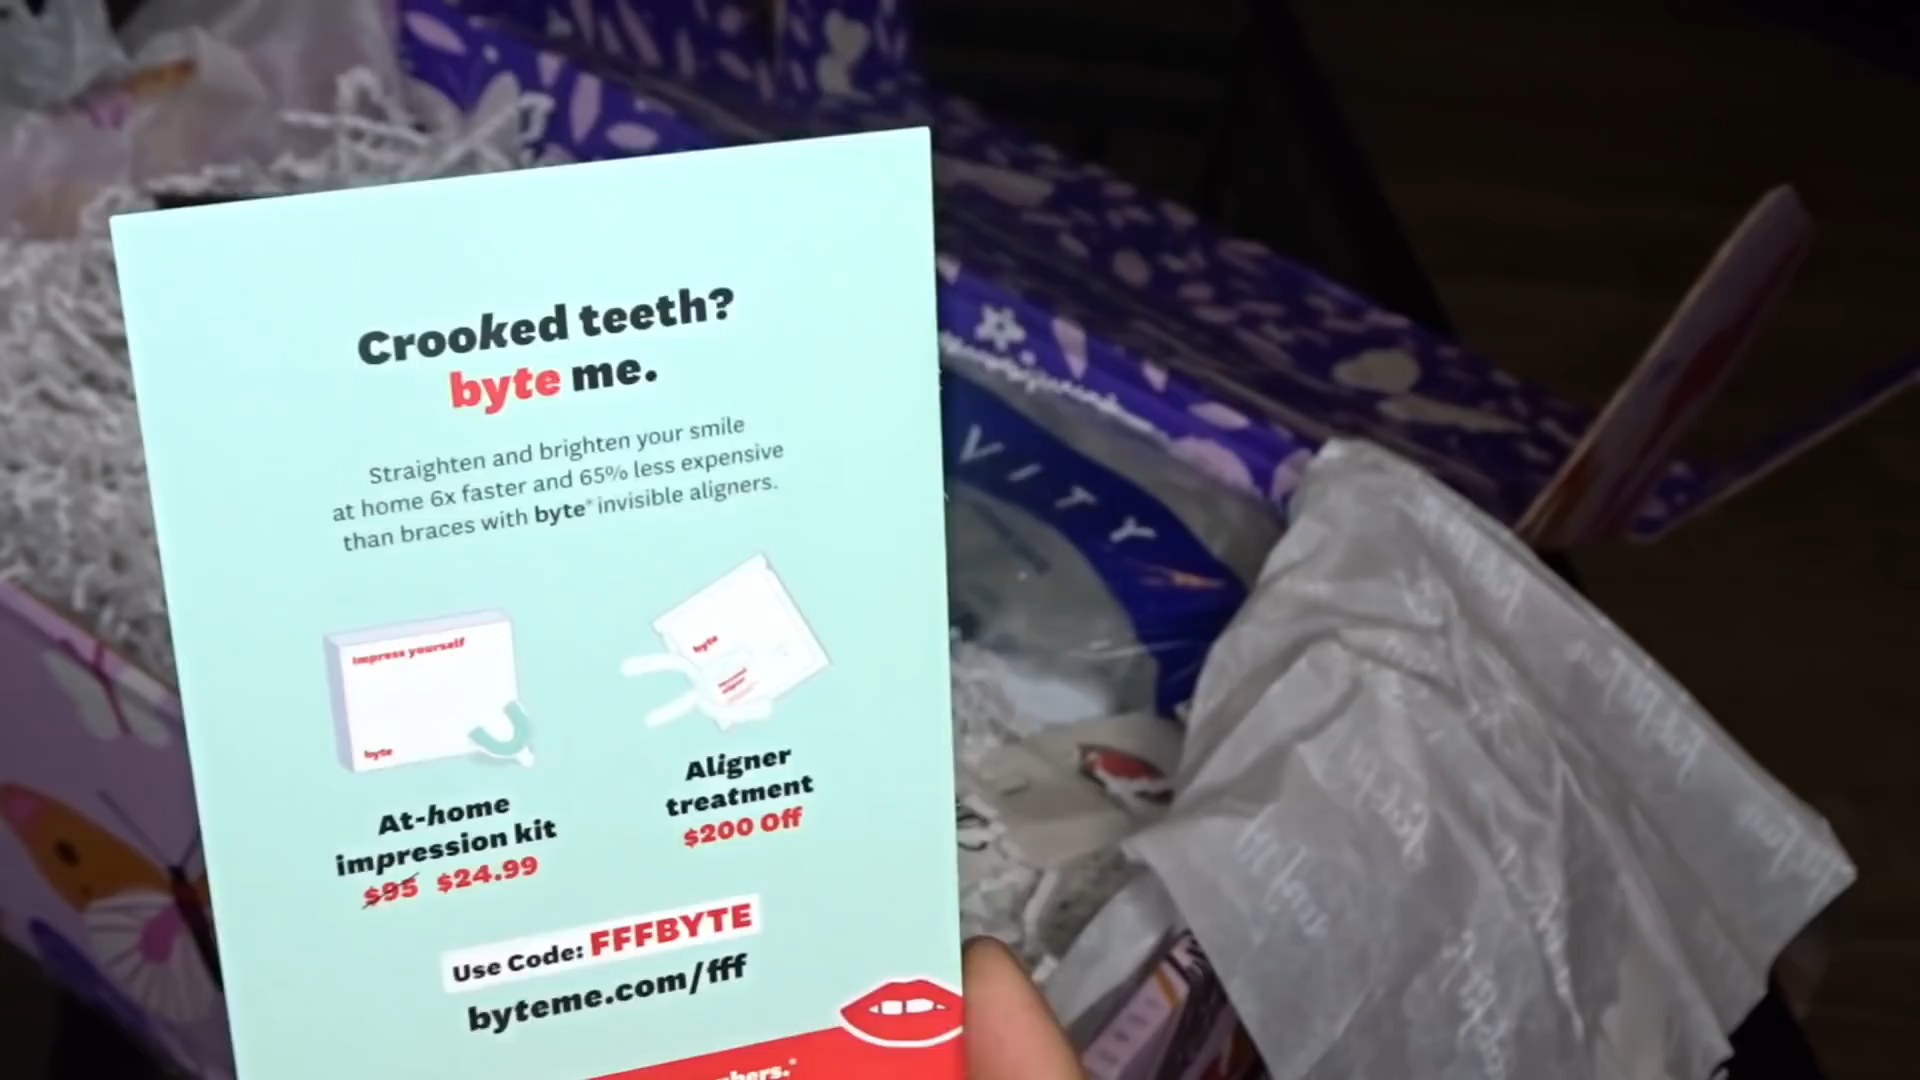 Crooked teeth?
byte me.
Straighten and brighten your smile
at home 6x faster and 65% less expensive
than braces with byte® invisible aligners.
Impress yourself
byte
byte
At-home
impression kit
$95 $24.99
Aligner
treatment
$200 Off
Use Code: FFFBYTE
byteme.com/fff
VITY